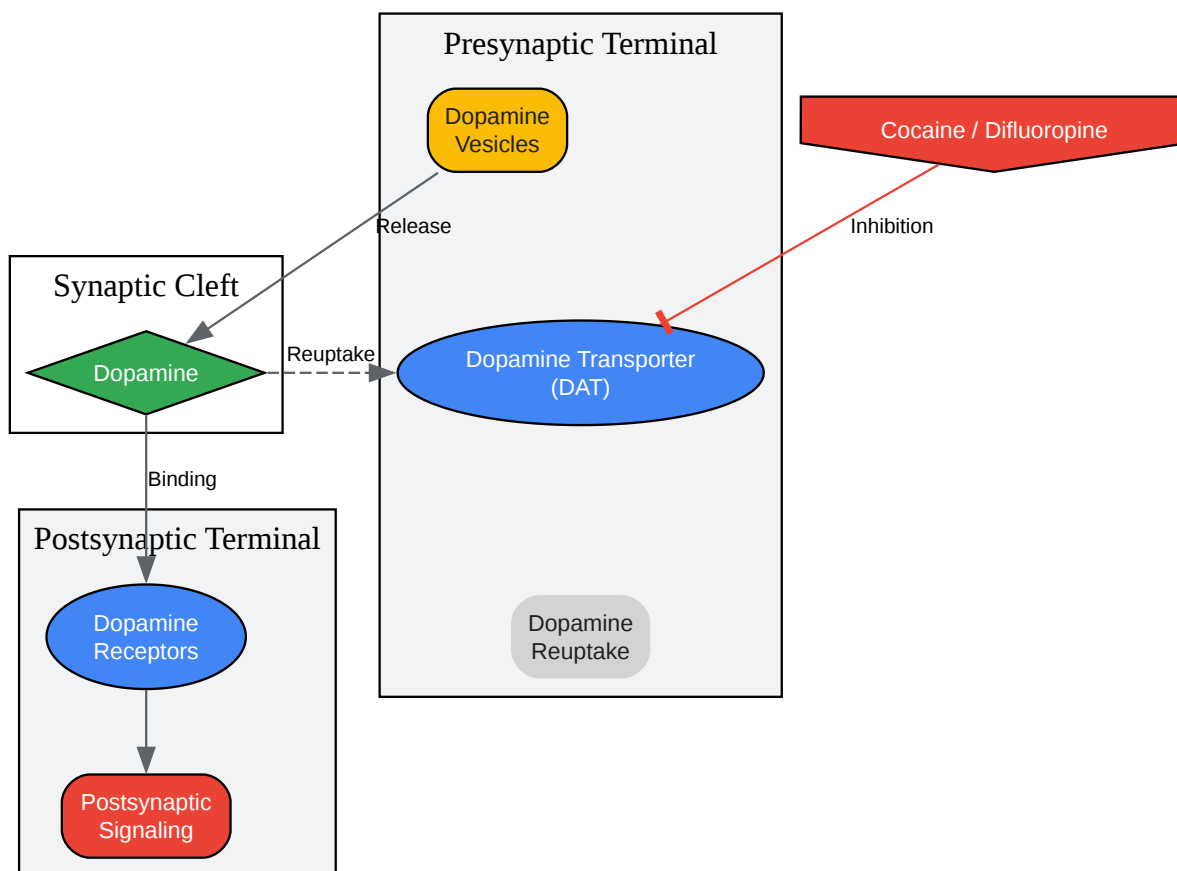 Presynaptic Terminal
Dopamine
Vesicles
Cocaine / Difluoropine
Release
Inhibition
Synaptic Cleft
Dopamine
Reuptake
Dopamine Transporter
(DAT)
Binding
Postsynaptic Terminal
Dopamine
Receptors
Dopamine
Reuptake
Postsynaptic
Signaling